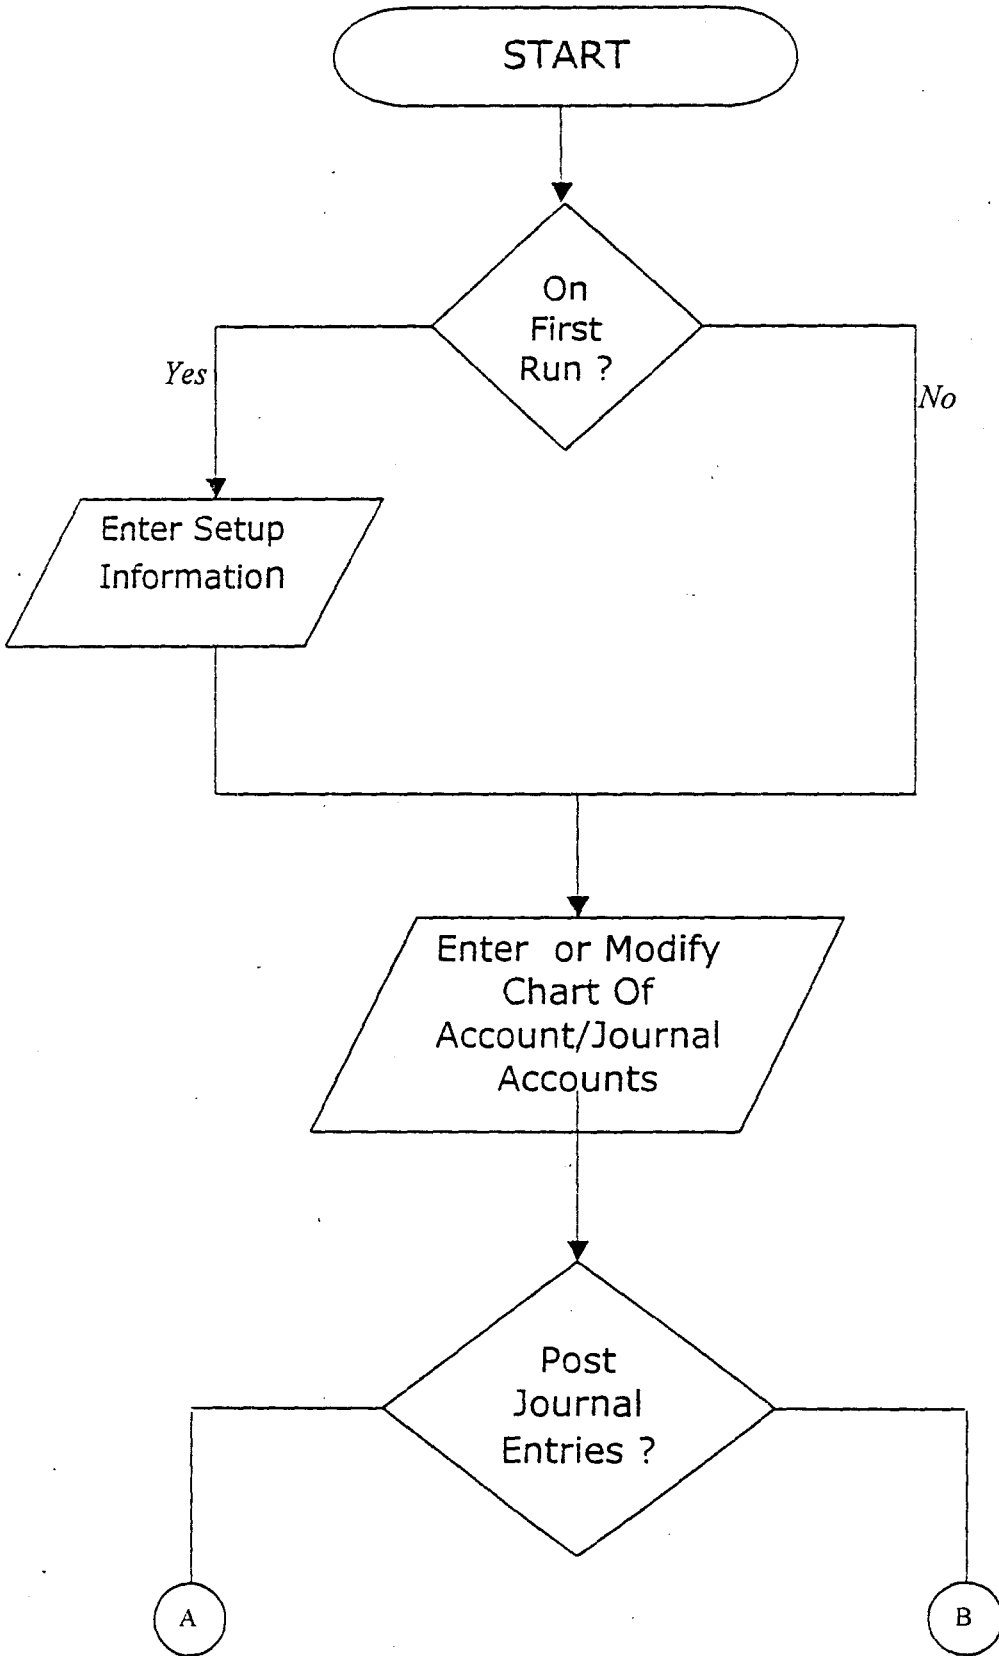 START
On
First
Run ?
Yes
No
Enter Setup
Information
Enter or Modify
Chart Of
Account/Journal
Accounts
Post
Journal
Entries ?
A
B